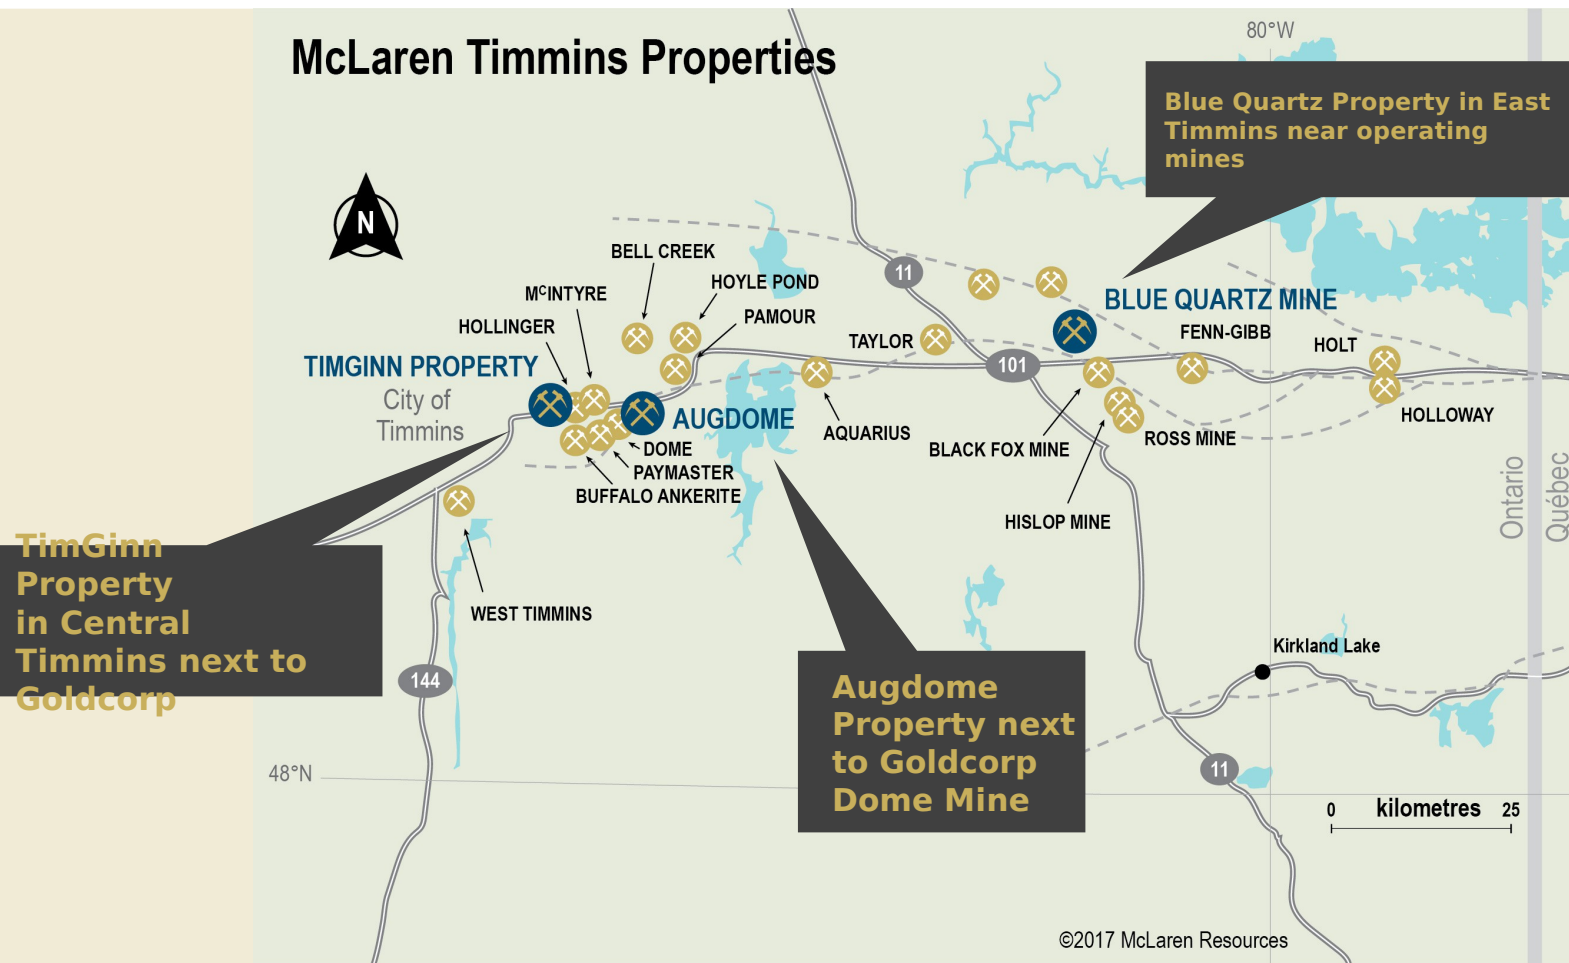 McLaren Timmins Properties
80°W
Blue Quartz Property in East
Timmins near operating
mines
N
11
BELL CREEK
HOYLE POND
MCINTYRE
PAMOUR
HOLLINGER
BLUE QUARTZ MINE
FENN-GIBB
TAYLOR
HOLT
TIMGINN PROPERTY
101
City of
Timmins
AUGDOME
AQUARIUS
HOLLOWAY
ROSS MINE
BLACK FOX MINE
DOME
PAYMASTER
BUFFALO ANKERITE
HISLOP MINE
Ontario
Québec
TimGinn
Property
in Central
Timmins next to
Goldcorp
WEST TIMMINS
144
Kirkland Lake
Augdome
Property next
to Goldcorp
Dome Mine
48°N
11
0 kilometres 25
©2017 McLaren Resources